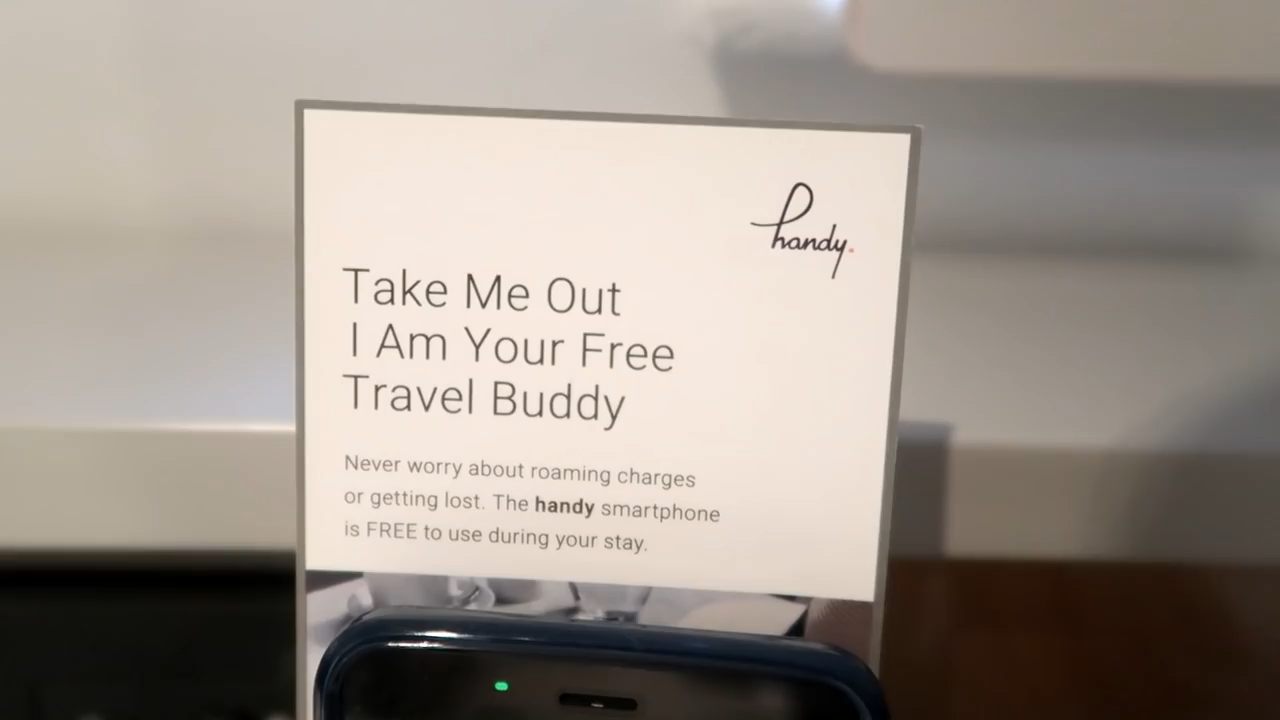 handy.
Take Me Out
I Am Your Free
Travel Buddy
Never worry about roaming charges
or getting lost. The handy smartphone
is FREE to use during your stay.